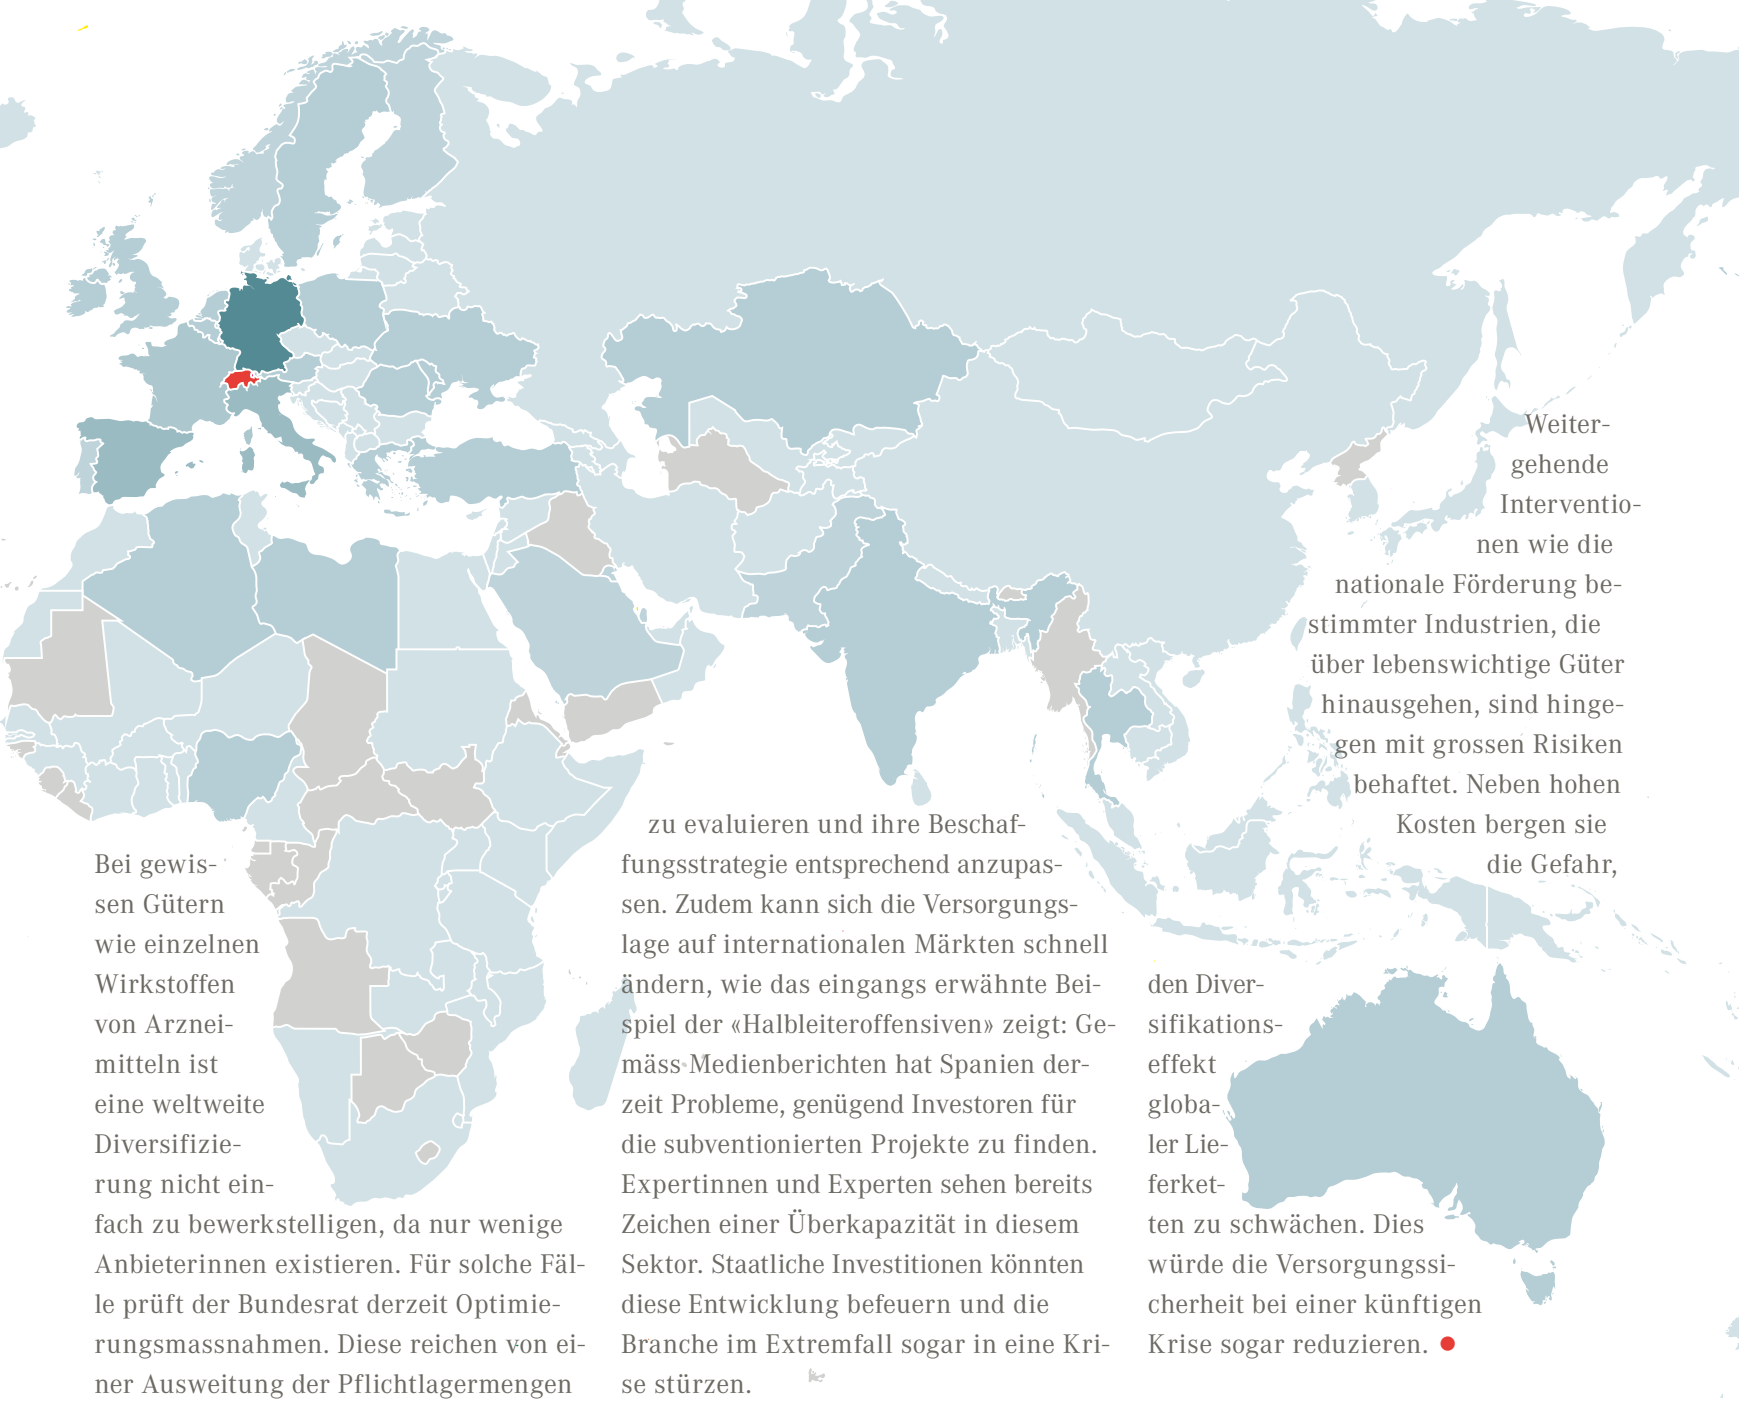 Bei gewis-
sen Gütern
wie einzelnen
Wirkstoffen
von Arznei-
mitteln ist
eine weltweite
Diversifizie-
rung nicht ein-
fach zu bewerkstelligen, da nur wenige
Anbieterinnen existieren. Für solche Fäl-
le prüft der Bundesrat derzeit Optimie-
rungsmassnahmen. Diese reichen von ei-
ner Ausweitung der Pflichtlagermengen
zu evaluieren und ihre Beschaf-
fungsstrategie entsprechend anzupas-
sen. Zudem kann sich die Versorgungs-
lage auf internationalen Märkten schnell
ändern, wie das eingangs erwähnte Bei-
spiel der «Halbleiteroffensiven» zeigt: Ge-
mäss Medienberichten hat Spanien der-
zeit Probleme, genügend Investoren für
die subventionierten Projekte zu finden.
Expertinnen und Experten sehen bereits
Zeichen einer Überkapazität in diesem
Sektor. Staatliche Investitionen könnten
diese Entwicklung befeuern und die
Branche im Extremfall sogar in eine Kri-
se stürzen.
Weiter-
gehende
Interventio-
nen wie die
nationale Förderung be-
stimmter Industrien, die
über lebenswichtige Güter
hinausgehen, sind hinge-
gen mit grossen Risiken
behaftet. Neben hohen
Kosten bergen sie
die Gefahr,
den Diver-
sifikations-
effekt
globa-
ler Lie-
ferket-
ten zu schwächen. Dies
würde die Versorgungssi-
cherheit bei einer künftigen
Krise sogar reduzieren. ●